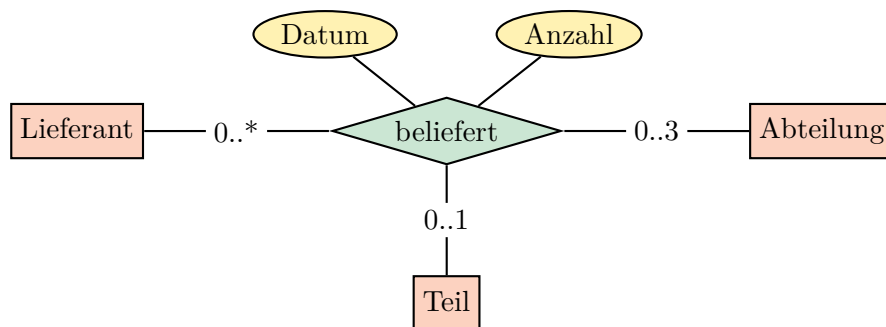 Datum
Anzahl
Lieferant
0..*
beliefert
0..3
Abteilung
0..1
Teil